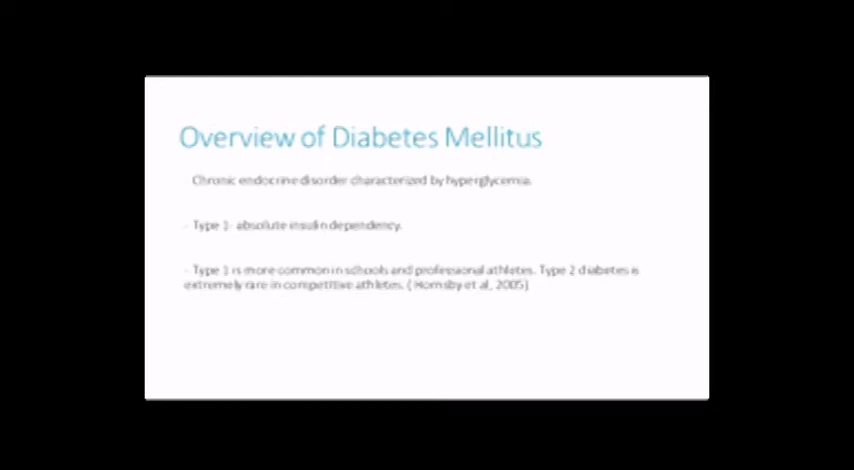 Overview of Diabetes Mellitus
Chronic endocrine disorder characterized by hyperglycemia.
- Type 1- absolute insulin dependency.
- Type 1 is more common in schools and professional athletes. Type 2 diabetes is
extremely rare in competitive athletes. ( Hornsby et al, 2005)